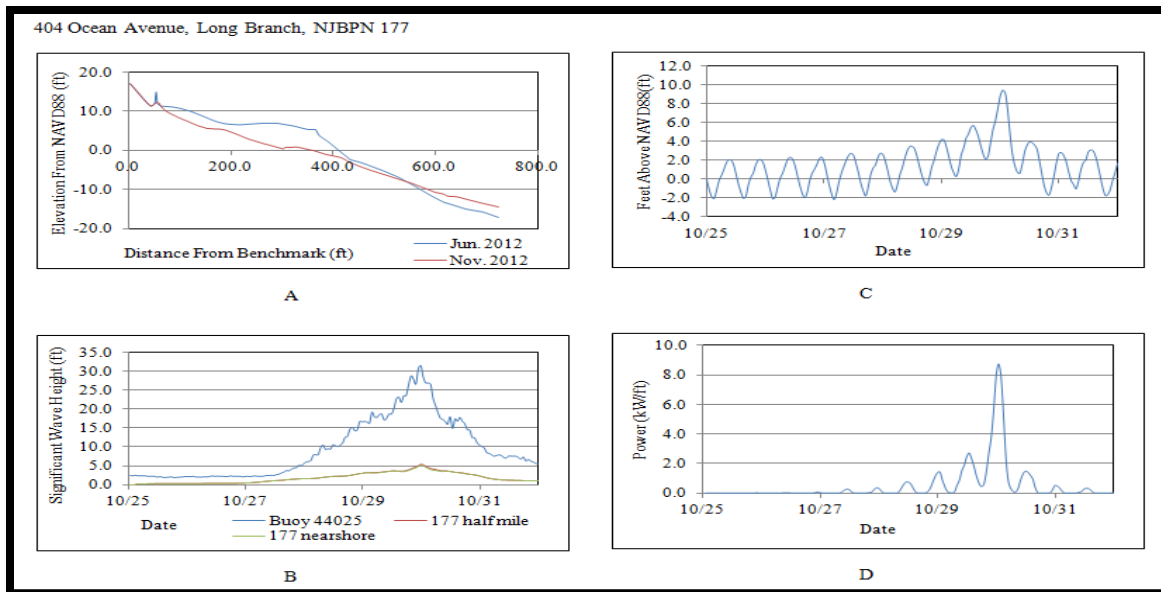 404 Ocean Avenue, Long Branch, NJBPN 177
Elevation From NAVD88 (ft)
20.0
10.0
0.0
-10.0
-20.0
0.0 200.0 400.0 600.0 800.0
Distance From Benchmark (ft)
Jun. 2012
Nov. 2012
A
Feet Above NAVD88(ft)
12.0
10.0
8.0
6.0
4.0
2.0
0.0
-2.0
-4.0
10/25 10/27 10/29 10/31
Date
C
Significant Wave Height (ft)
35.0
30.0
25.0
20.0
15.0
10.0
5.0
0.0
10/25 10/27 10/29 10/31
Date
Buoy 44025
177 half mile
177 nearshore
B
Power (kW/ft)
10.0
8.0
6.0
4.0
2.0
0.0
10/25 10/27 10/29 10/31
Date
D